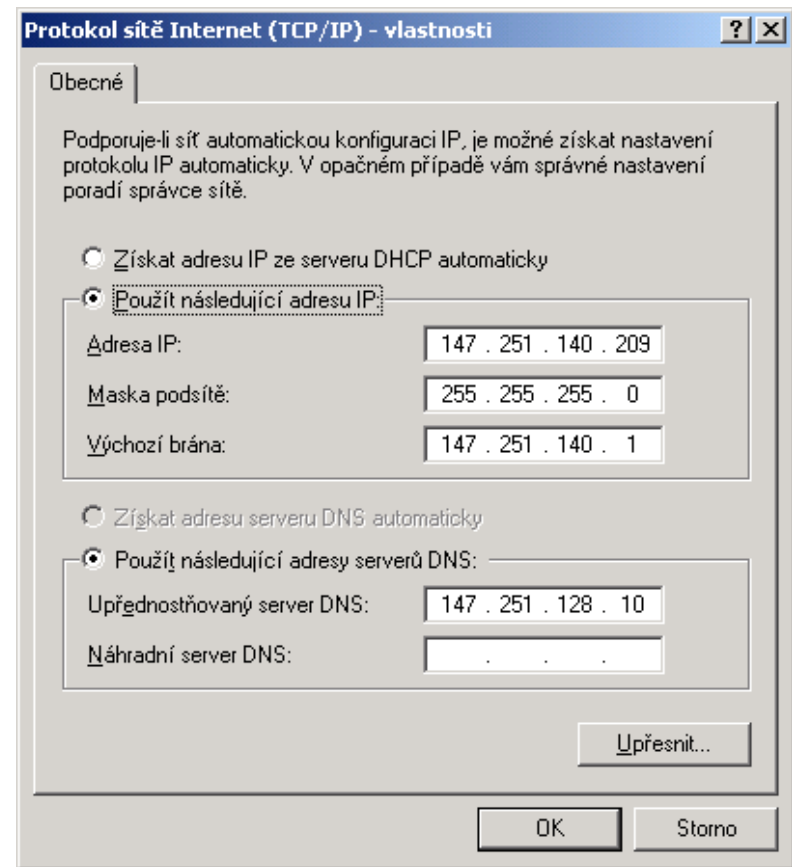 Protokol sítě Internet (TCP/IP) - vlastnosti
Obecné
Podporuje-li síť automatickou konfiguraci IP, je možné získat nastavení
protokolu IP automaticky. V opačném případě vám správné nastavení
poradí správce sítě.
Získat adresu IP ze serveru DHCP automaticky
Použít následující adresu IP:
Adresa IP: 147 . 251 . 140 . 209
Maska podsítě: 255 . 255 . 255 . 0
Výchozí brána: 147 . 251 . 140 . 1
Získat adresu serveru DNS automaticky
Použít následující adresy serverů DNS:
Upřednostňovaný server DNS: 147 . 251 . 128 . 10
Náhradní server DNS: . . .
Upřesnit...
OK Storno